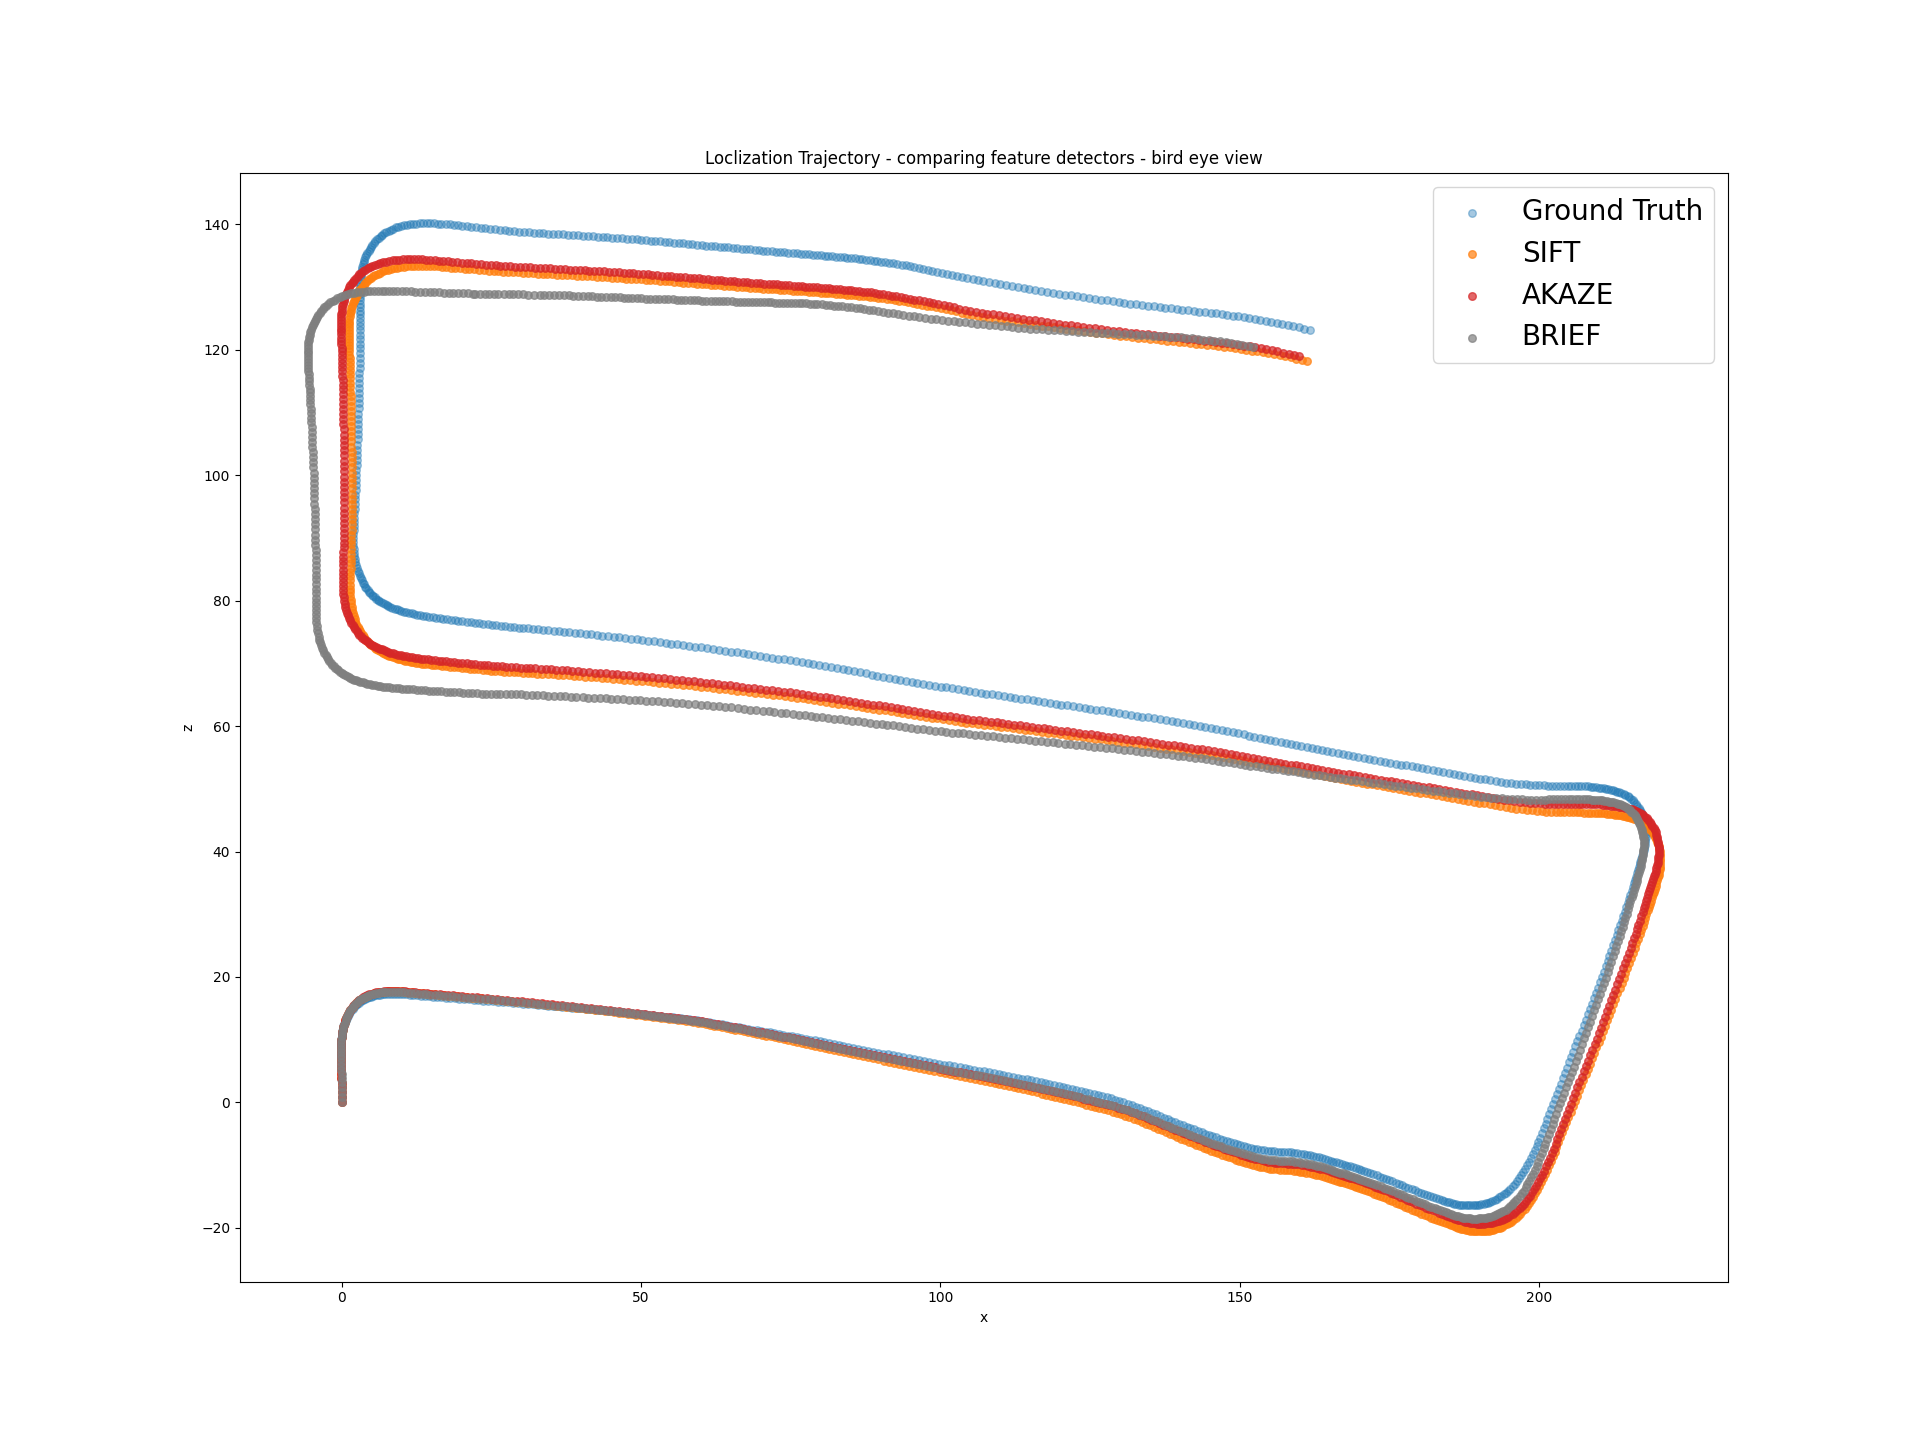 Loclization Trajectory - comparing feature detectors - bird eye view
Ground Truth
SIFT
AKAZE
BRIEF
140
120
100
80
60
40
20
0
−20
z
0
50
100
150
200
x